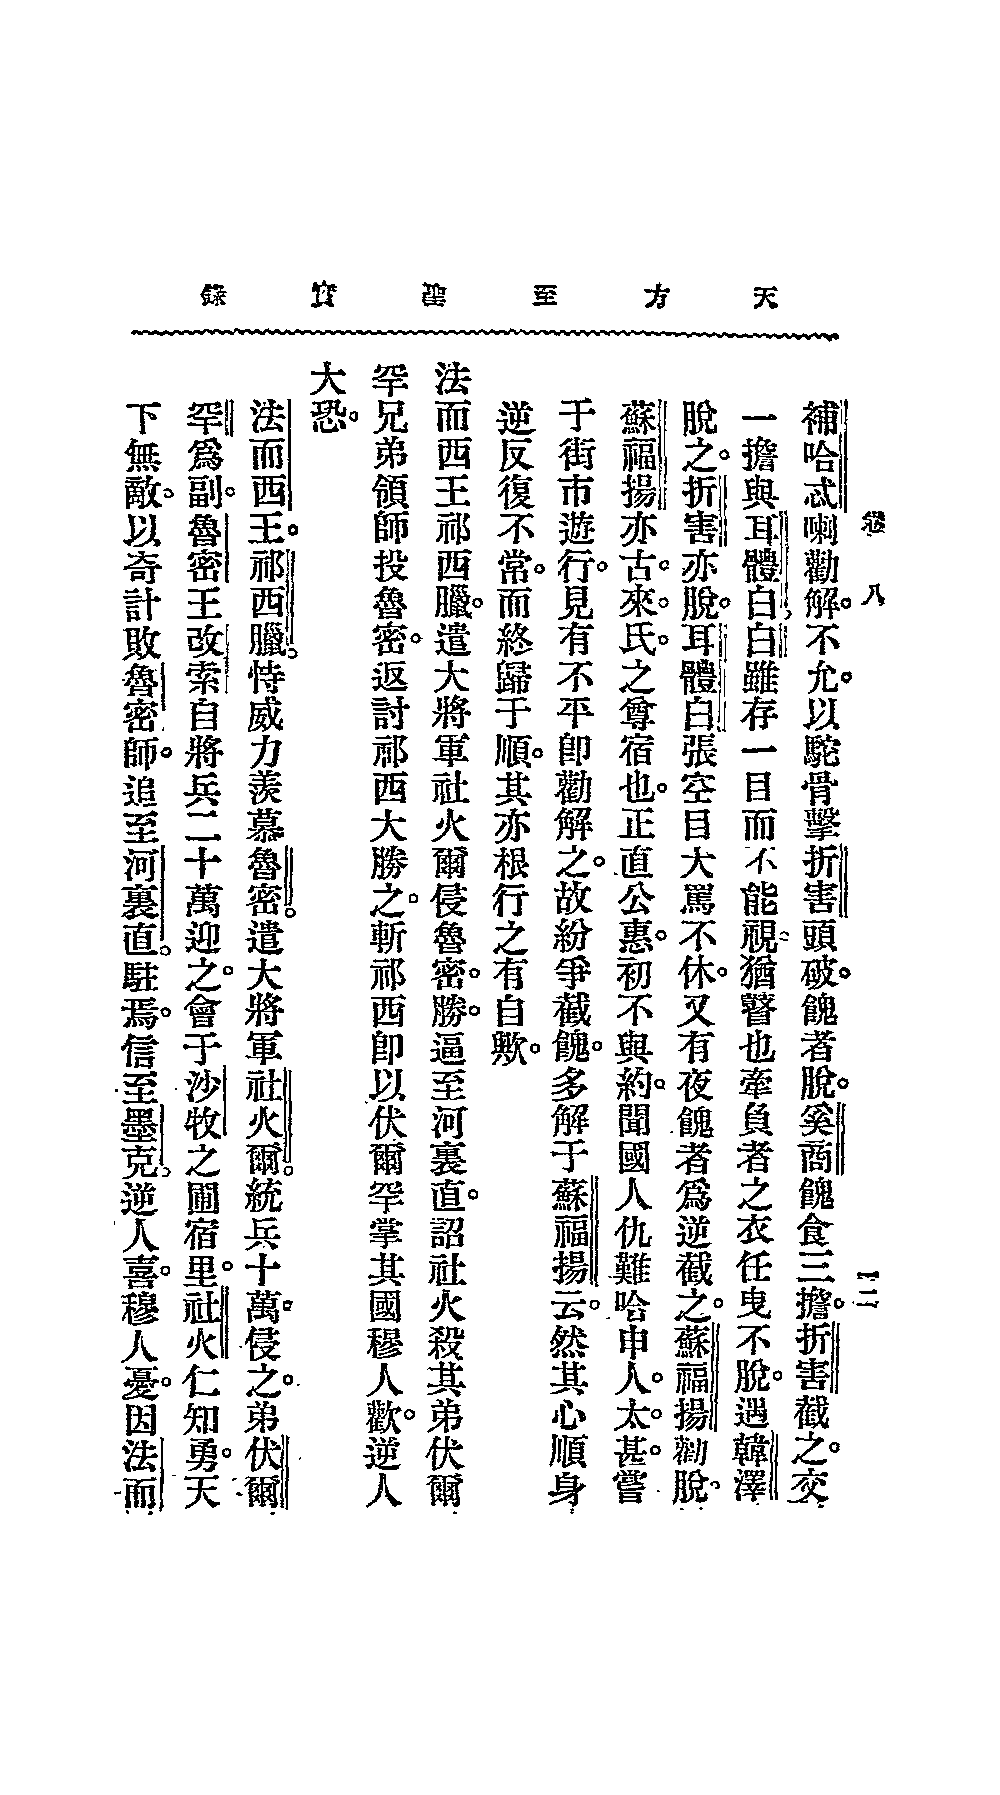 天方至聖實錄
卷八
一二
補哈忒喇勸解。不允。以駝骨擊折害頭破。餽者脫。奚商餽食三擔。折害截之。交
一擔與耳體白白雖存一目而不能視。猶瞽也牽負者之衣任曳不脫。遇韓澤
脫之。折害亦脫。耳體白張空目大罵不休。又有夜餽者爲逆截之。蘇福揚勸脫。
蘇福揚亦古。來。氏。之尊宿也。正直公惠。初不與約。聞國人仇難哈申人。太。甚。嘗
于街市遊行。見有不平卽勸解之。故紛爭截餽。多解于蘇福揚云。然其心順身
逆反復不常。而終歸于順。其亦根行之有自歟。
法而西王祁西臘。遣大將軍社火爾侵魯密。勝。逼至河裏直。詔社火殺其弟伏爾
罕兄弟領師投魯密。返討祁西大勝之。斬祁西卽以伏爾罕掌其國穆人歡。逆人
大恐。
法而西王。祁西臘。恃威力羨慕魯密。遣大將軍社火爾。統兵十萬。侵之。弟伏爾
罕爲副。魯密王改索自將兵二十萬迎之。會于沙牧之圃宿里。社火仁知勇。天
下無敵。以奇計敗魯密師。追至河裏直。駐焉。信至墨克。逆人喜。穆人憂。因法而